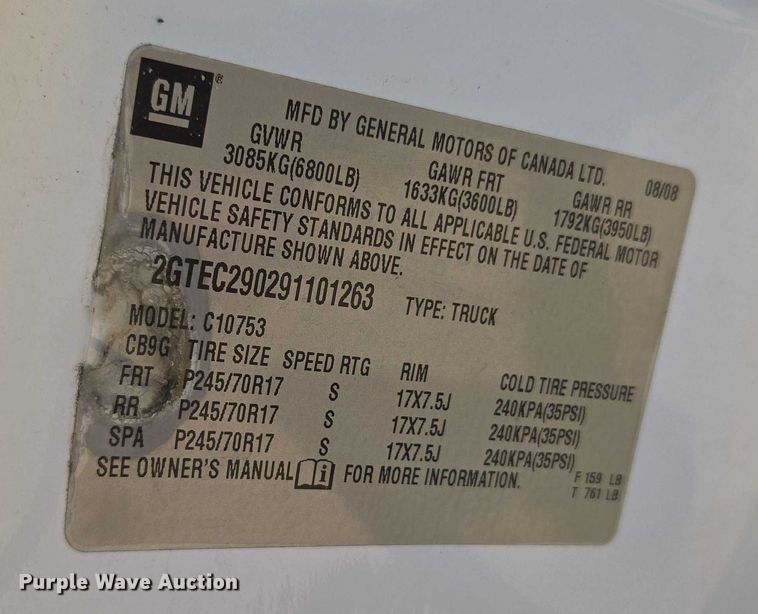 GM ®
MFD BY GENERAL MOTORS OF CANADA LTD. 08/08
GVWR GAWR FRT GAWR RR
3085KG(6800LB) 1633KG(3600LB) 1792KG(3950LB)
THIS VEHICLE CONFORMS TO ALL APPLICABLE U.S. FEDERAL MOTOR
VEHICLE SAFETY STANDARDS IN EFFECT ON THE DATE OF
MANUFACTURE SHOWN ABOVE.
2GTEC290291101263 TYPE: TRUCK
MODEL: C10753
CB9G TIRE SIZE SPEED RTG RIM COLD TIRE PRESSURE
FRT P245/70R17 S 17X7.5J 240KPA(35PSI)
RR P245/70R17 S 17X7.5J 240KPA(35PSI)
SPA P245/70R17 S 17X7.5J 240KPA(35PSI)
SEE OWNER'S MANUAL i FOR MORE INFORMATION.
F 159 LB
T 761 LB
Purple Wave Auction